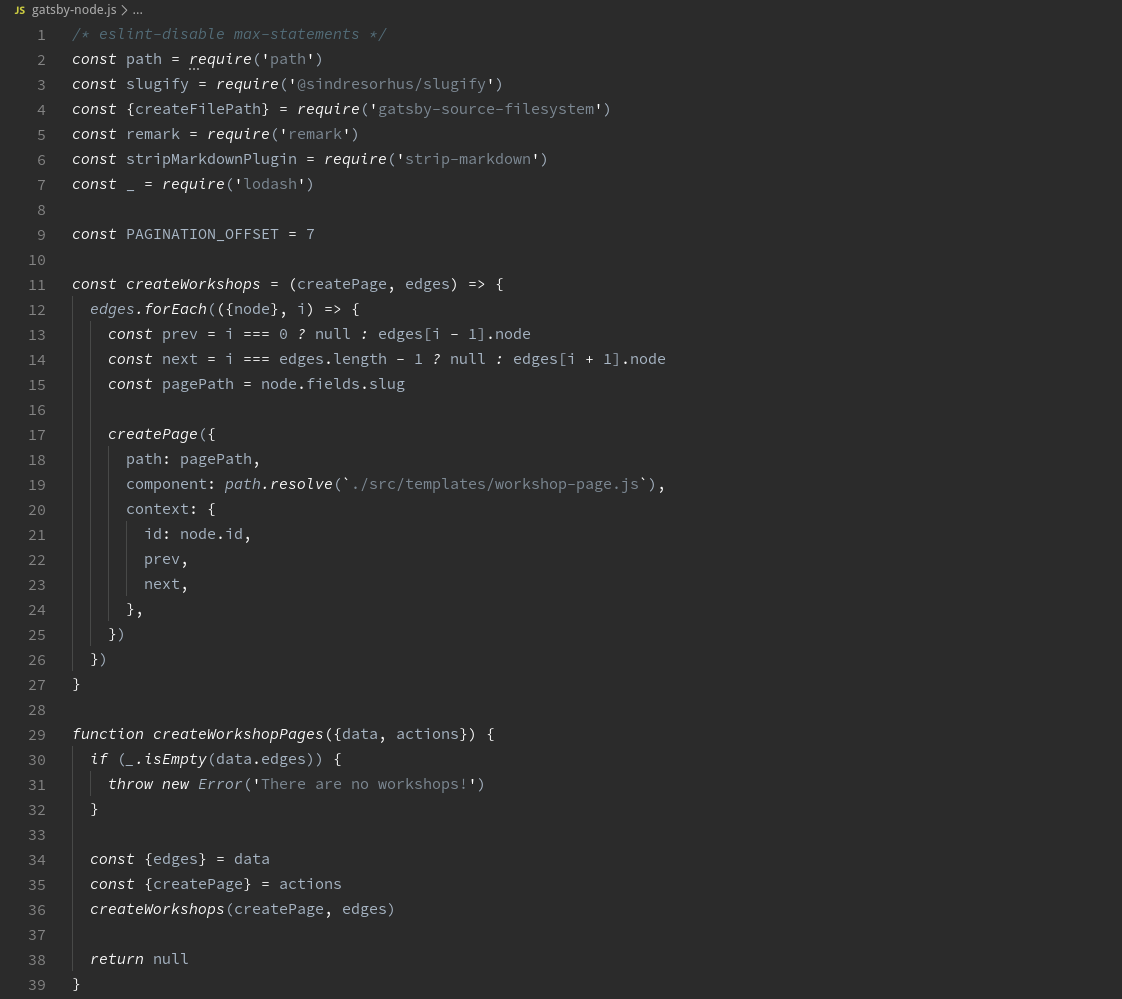 JS gatsby-node.js > ...
1 /* eslint-disable max-statements */
2 const path = require('path')
3 const slugify = require('@sindresorhus/slugify')
4 const {createFilePath} = require('gatsby-source-filesystem')
5 const remark = require('remark')
6 const stripMarkdownPlugin = require('strip-markdown')
7 const _ = require('lodash')
8
9 const PAGINATION_OFFSET = 7
10
11 const createWorkshops = (createPage, edges) => {
12   edges.forEach(({node}, i) => {
13     const prev = i === 0 ? null : edges[i - 1].node
14     const next = i === edges.length - 1 ? null : edges[i + 1].node
15     const pagePath = node.fields.slug
16
17     createPage({
18       path: pagePath,
19       component: path.resolve(`./src/templates/workshop-page.js`),
20       context: {
21         id: node.id,
22         prev,
23         next,
24       },
25     })
26   })
27 }
28
29 function createWorkshopPages({data, actions}) {
30   if (_.isEmpty(data.edges)) {
31     throw new Error('There are no workshops!')
32   }
33
34   const {edges} = data
35   const {createPage} = actions
36   createWorkshops(createPage, edges)
37
38   return null
39 }